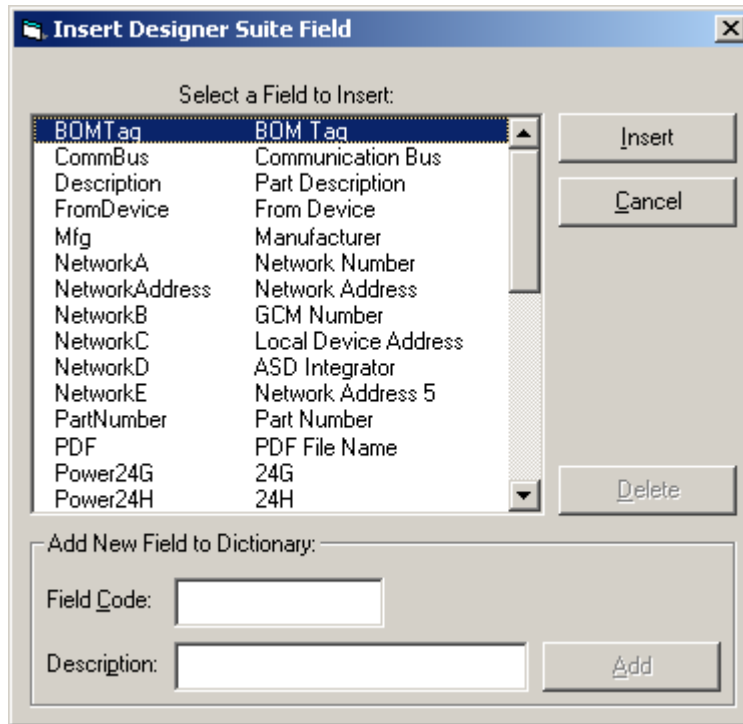 Insert Designer Suite Field
Select a Field to Insert:
BOMTag BOM Tag
CommBus Communication Bus
Description Part Description
FromDevice From Device
Mfg Manufacturer
NetworkA Network Number
NetworkAddress Network Address
NetworkB GCM Number
NetworkC Local Device Address
NetworkD ASD Integrator
NetworkE Network Address 5
PartNumber Part Number
PDF PDF File Name
Power24G 24G
Power24H 24H
Insert
Cancel
Delete
Add New Field to Dictionary:
Field Code:
Description:
Add